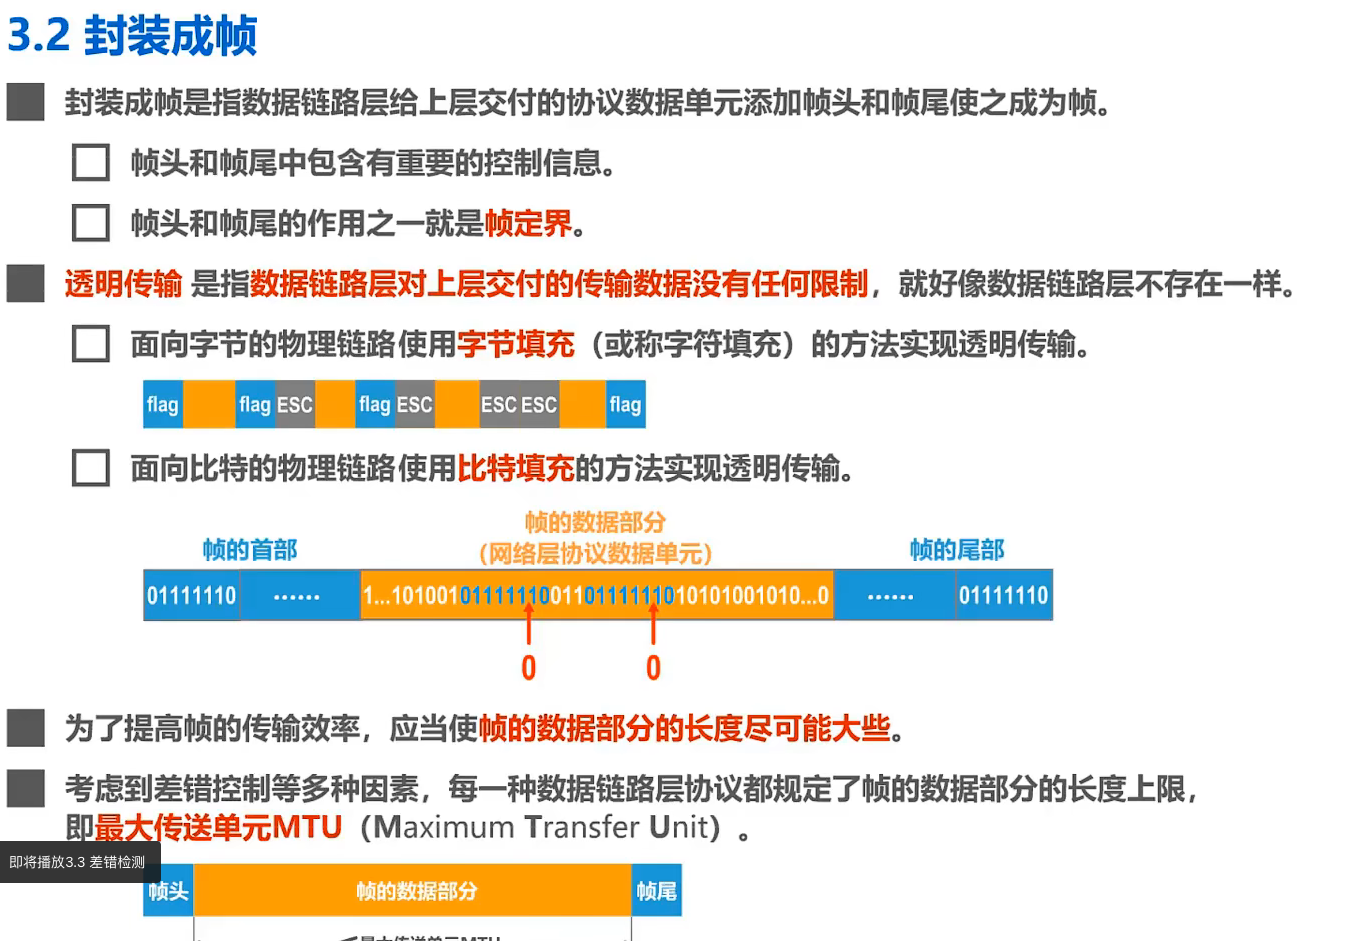 3.2 封装成帧
封装成帧是指数据链路层给上层交付的协议数据单元添加帧头和帧尾使之成为帧。
帧头和帧尾中包含有重要的控制信息。
帧头和帧尾的作用之一就是帧定界。
透明传输 是指数据链路层对上层交付的传输数据没有任何限制，就好像数据链路层不存在一样。
面向字节的物理链路使用字节填充（或称字符填充）的方法实现透明传输。
flag flag ESC flag ESC ESC ESC flag
面向比特的物理链路使用比特填充的方法实现透明传输。
帧的数据部分
帧的首部 （网络层协议数据单元） 帧的尾部
01111110 …… 1...101001011111100110111111010101001010...0 …… 01111110
0 0
为了提高帧的传输效率，应当使帧的数据部分的长度尽可能大些。
考虑到差错控制等多种因素，每一种数据链路层协议都规定了帧的数据部分的长度上限，
即最大传送单元MTU（Maximum Transfer Unit）。
即将播放3.3 差错检测
帧头 帧的数据部分 帧尾